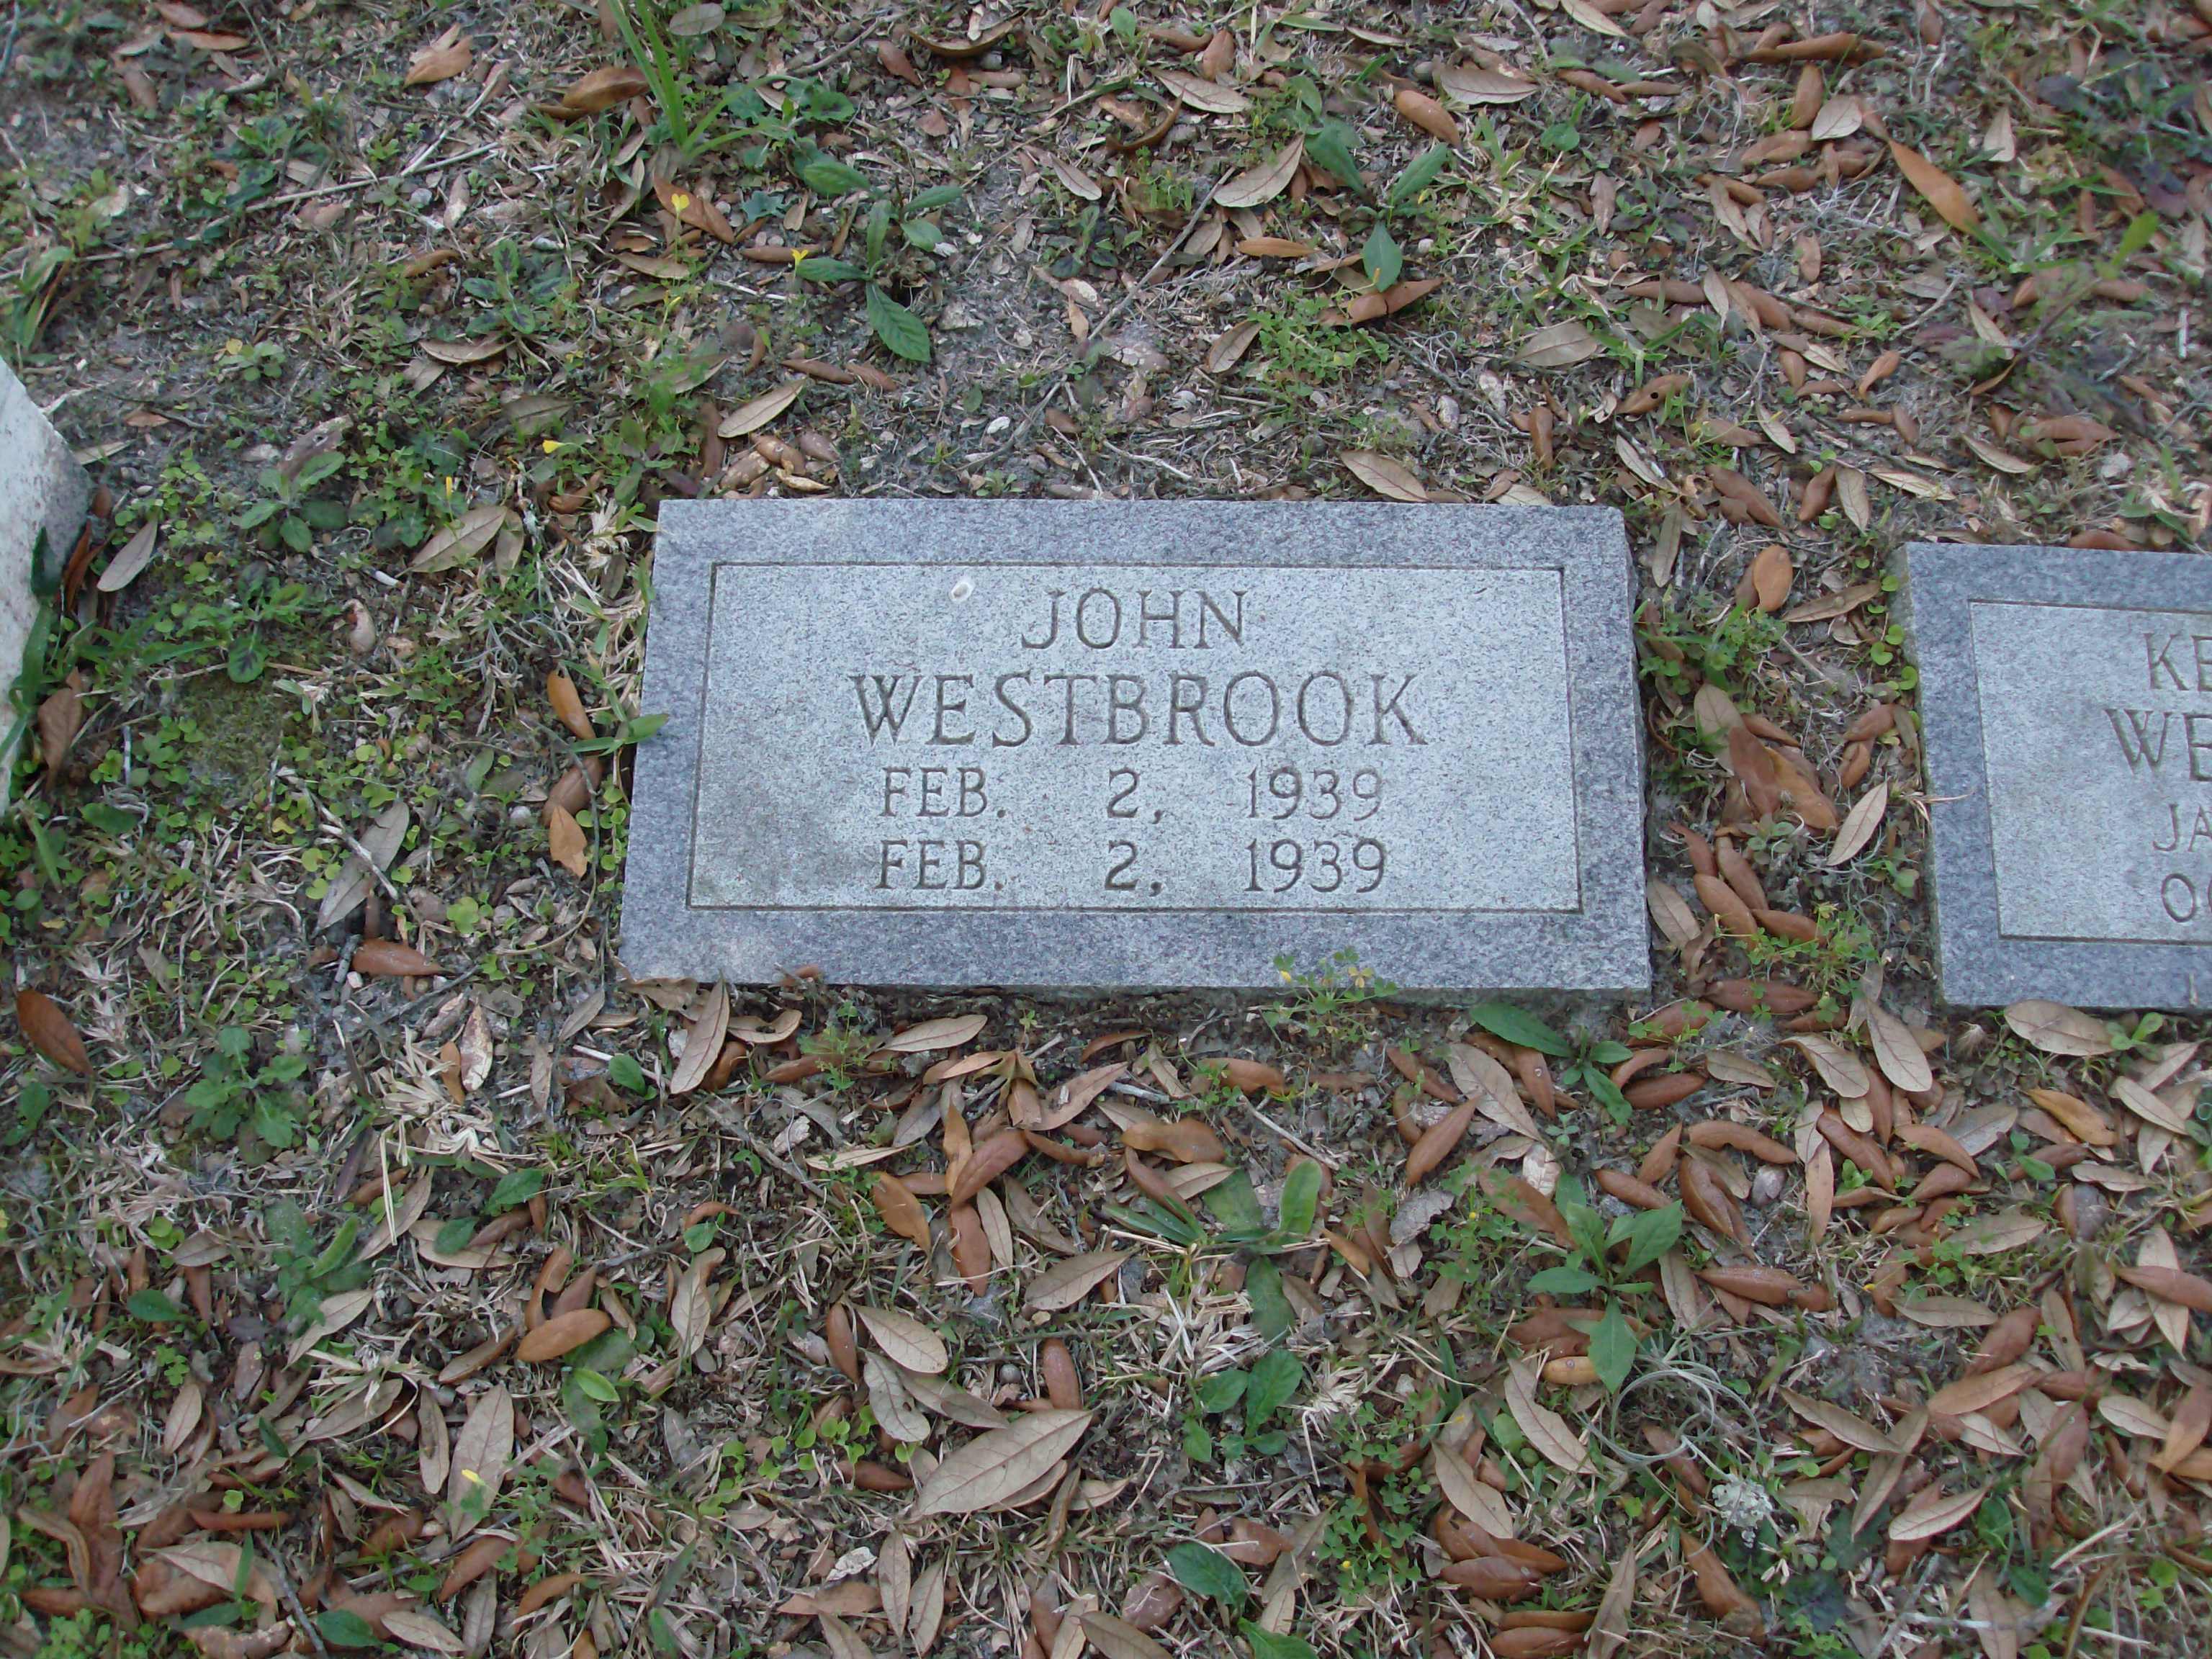 JOHN
WESTBROOK
FEB. 2, 1939
FEB. 2, 1939